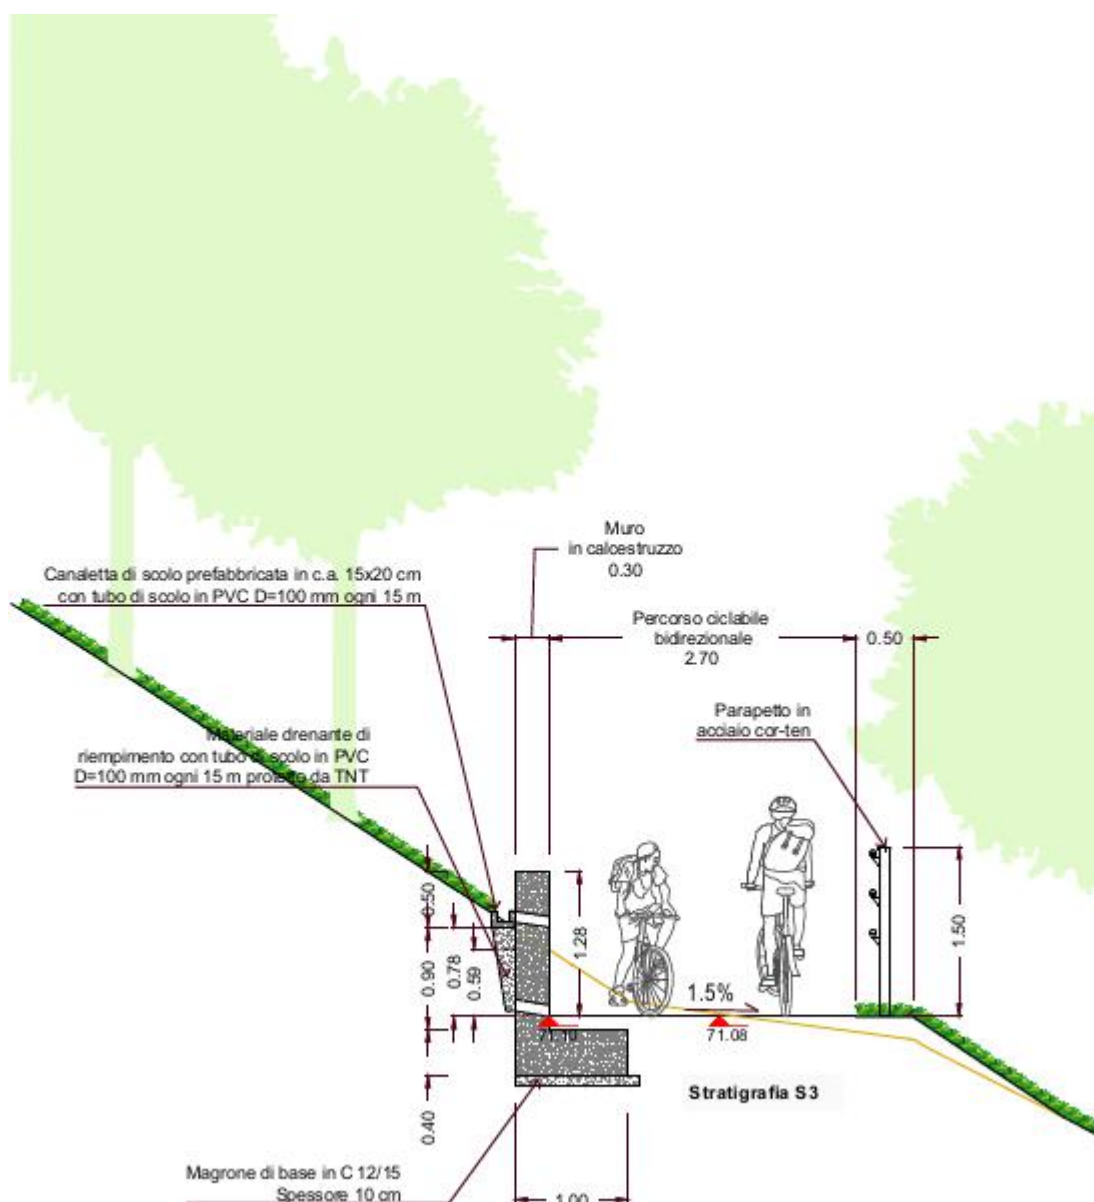 Muro
in calcestruzzo
0.30
Canaletta di scolo prefabbricata in c.a. 15x20 cm
con tubo di scolo in PVC D=100 mm ogni 15 m
Percorso ciclabile
bidirezionale
2.70
0.50
Parapetto in
acciaio cor-ten
Materiale drenante di
riempimento con tubo di scolo in PVC
D=100 mm ogni 15 m protetto da TNT
0.50
0.90
0.78
0.59
1.28
1.50
1.5%
71.10
71.08
0.40
Stratigrafia S3
Magrone di base in C 12/15
Spessore 10 cm
1.00